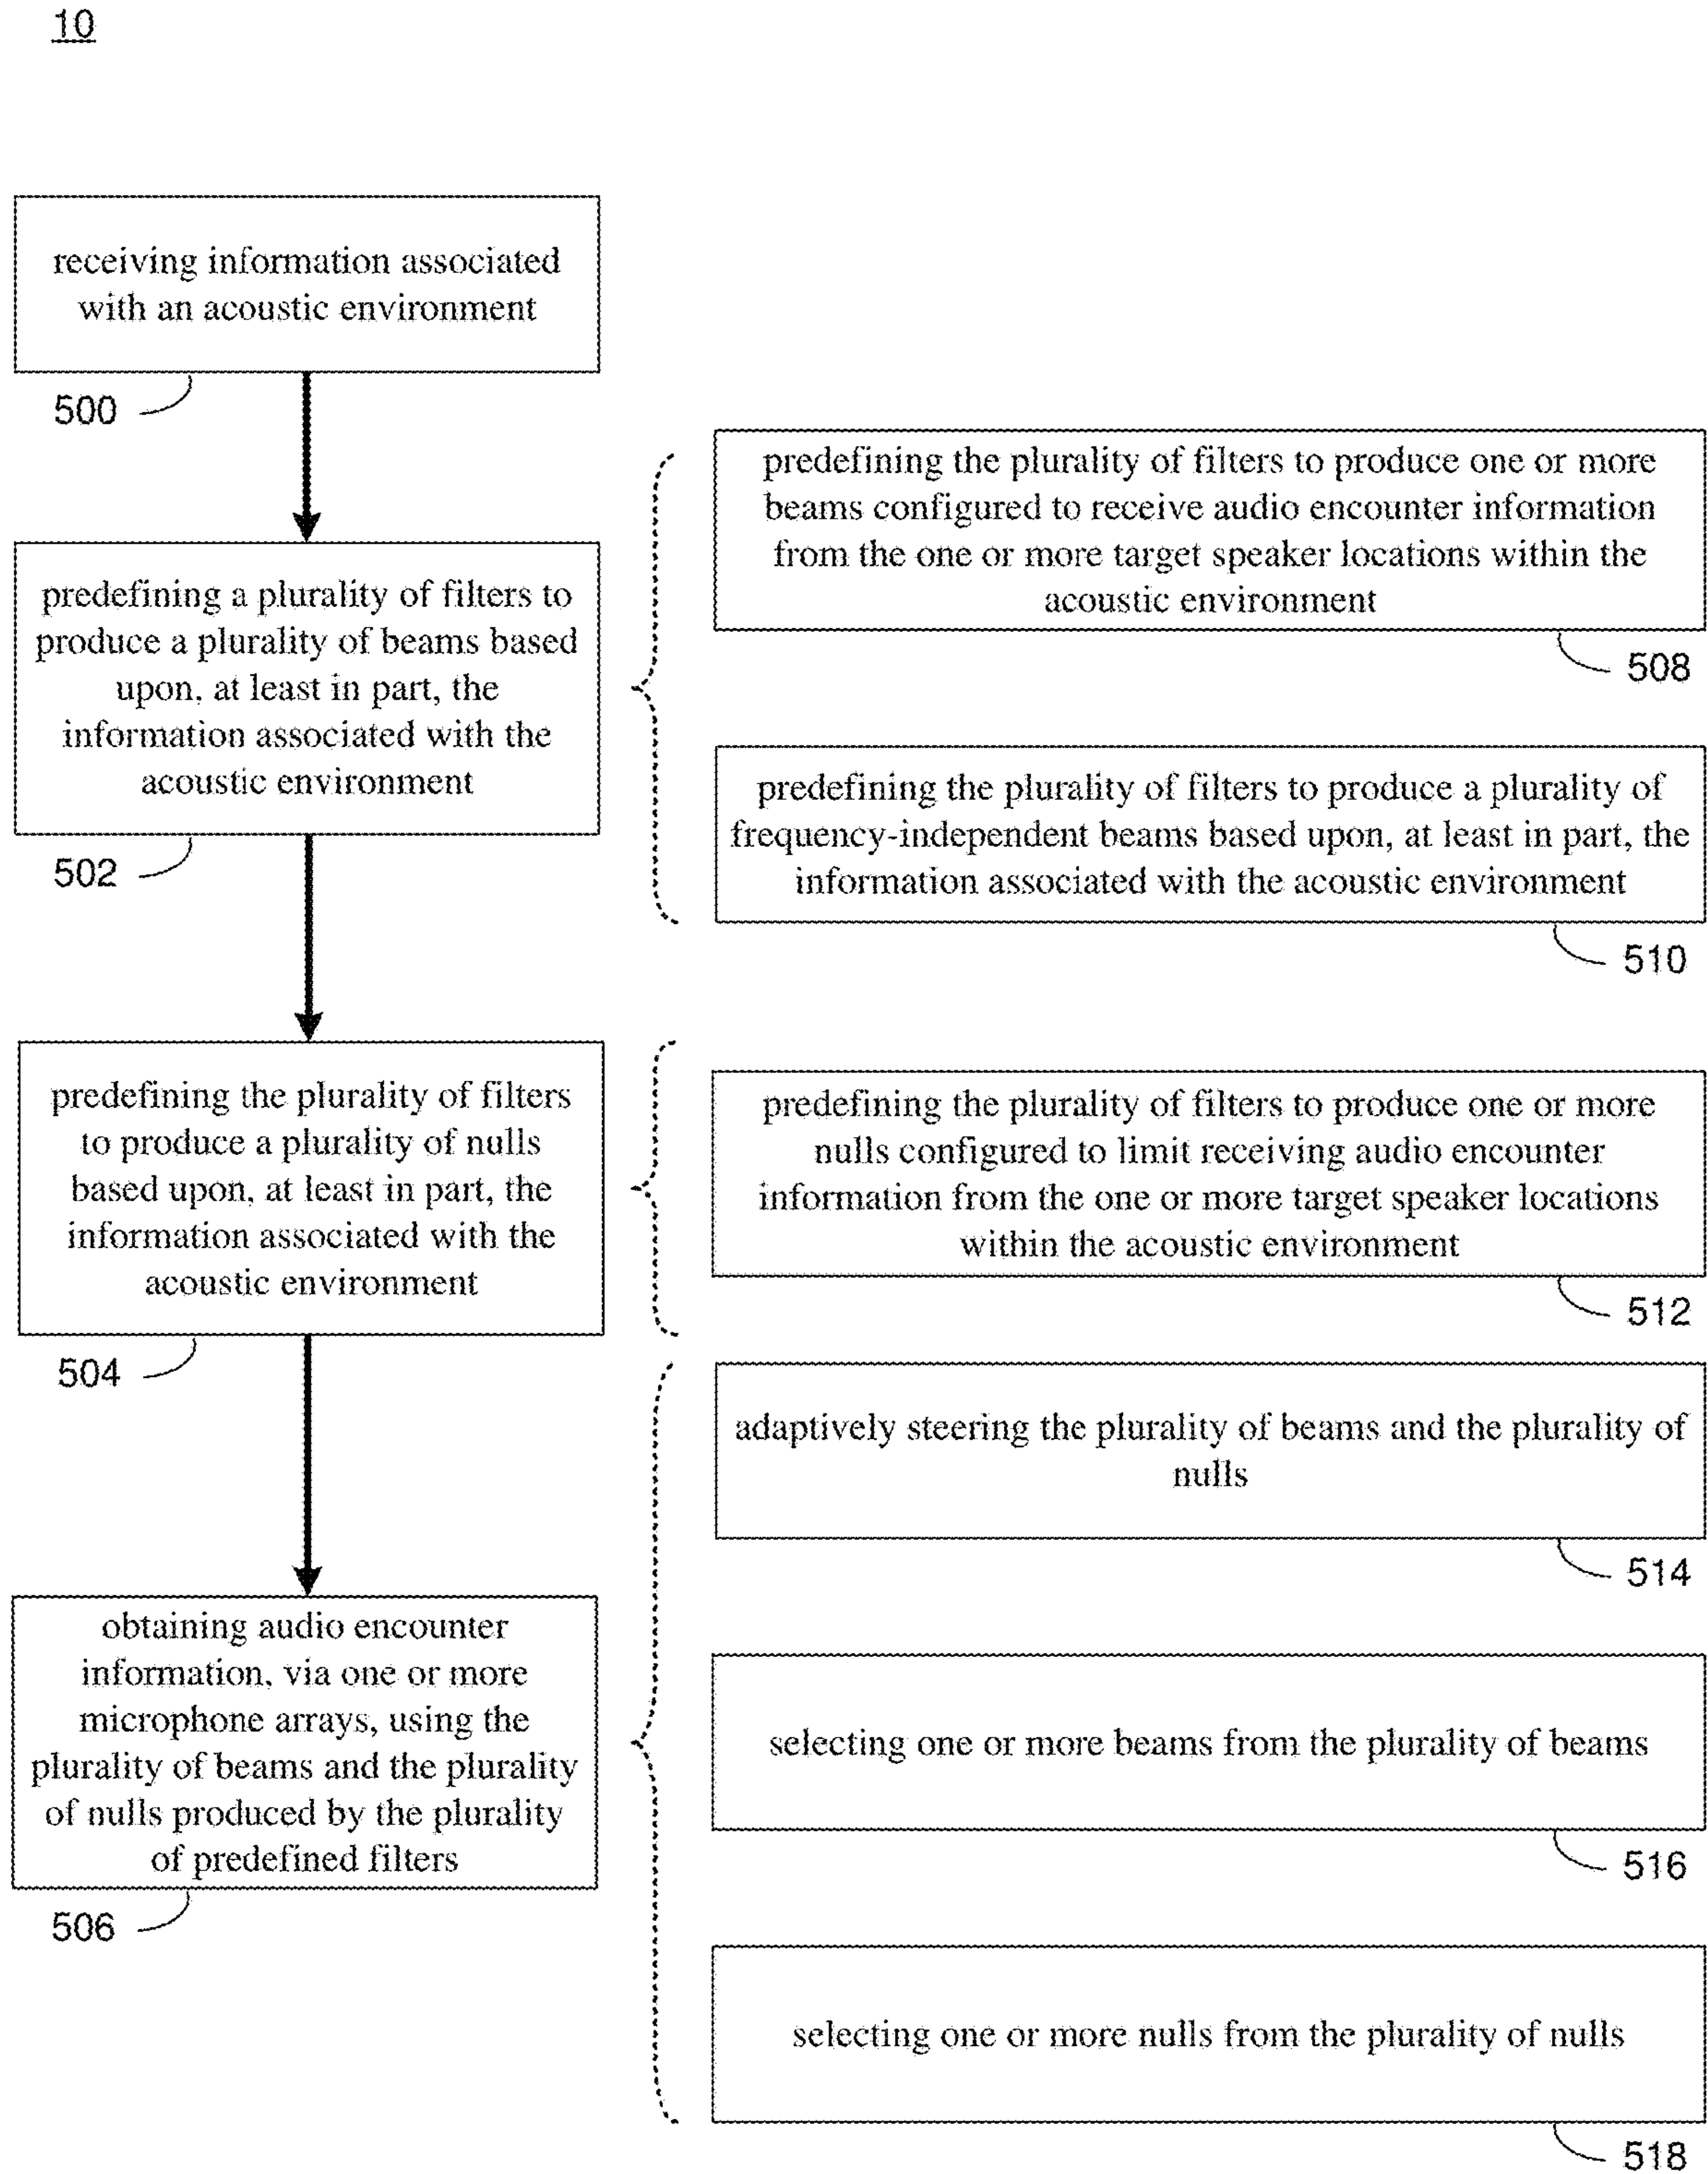 10
receiving information associated
with an acoustic environment
500
predefining a plurality of filters to
produce a plurality of beams based
upon, at least in part, the
information associated with the
acoustic environment
502
predefining the plurality of filters to produce one or more
beams configured to receive audio encounter information
from the one or more target speaker locations within the
acoustic environment
508
predefining the plurality of filters to produce a plurality of
frequency-independent beams based upon, at least in part, the
information associated with the acoustic environment
510
predefining the plurality of filters
to produce a plurality of nulls
based upon, at least in part, the
information associated with the
acoustic environment
504
predefining the plurality of filters to produce one or more
nulls configured to limit receiving audio encounter
information from the one or more target speaker locations
within the acoustic environment
512
obtaining audio encounter
information, via one or more
microphone arrays, using the
plurality of beams and the plurality
of nulls produced by the plurality
of predefined filters
506
adaptively steering the plurality of beams and the plurality of
nulls
514
selecting one or more beams from the plurality of beams
516
selecting one or more nulls from the plurality of nulls
518